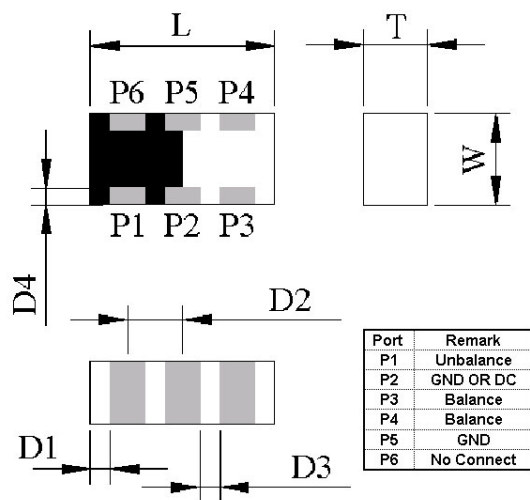 L
T
P6 P5 P4
W
P1 P2 P3
D4
D2
D1
D3
Port Remark
P1 Unbalance
P2 GND OR DC
P3 Balance
P4 Balance
P5 GND
P6 No Connect